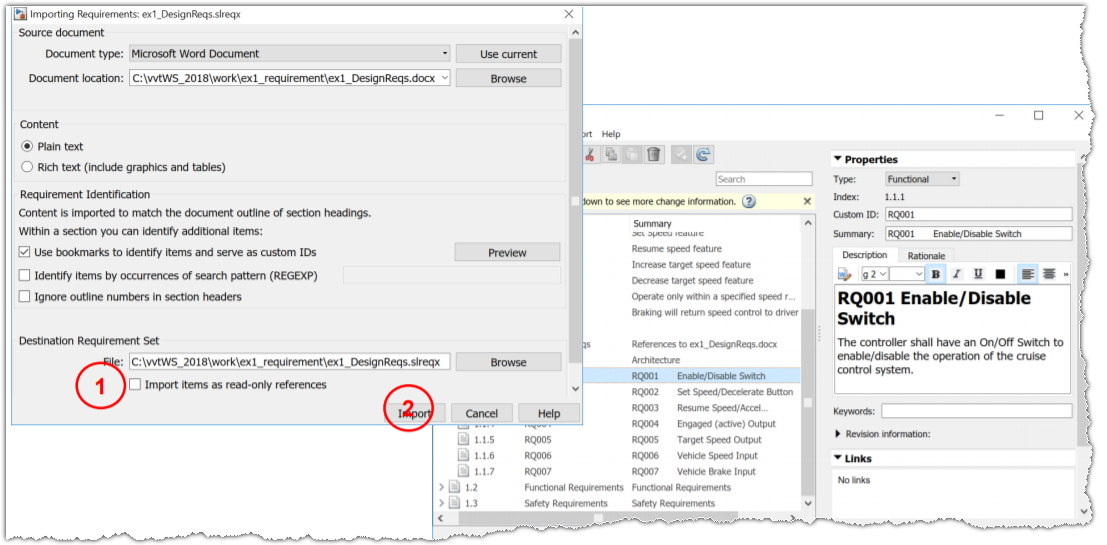 Importing Requirements: ex1_DesignReqs.slreqx
Source document
Document type: Microsoft Word Document
Use current
Document location: C:\vvtWS_2018\work\ex1_requirement\ex1_DesignReqs.docx
Browse
Content
Plain text
Rich text (include graphics and tables)
Requirement Identification
Content is imported to match the document outline of section headings.
Within a section you can identify additional items:
Use bookmarks to identify items and serve as custom IDs
Preview
Identify items by occurrences of search pattern (REGEXP)
Ignore outline numbers in section headers
Destination Requirement Set
File: C:\vvtWS_2018\work\ex1_requirement\ex1_DesignReqs.slreqx
Browse
1
Import items as read-only references
2
Import
Cancel
Help
Help
Search
down to see more change information.
Summary
Set Speed feature
Resume speed feature
Increase target speed feature
Decrease target speed feature
Operate only within a specified speed r...
Braking will return speed control to driver
References to ex1_DesignReqs.docx
Architecture
RQ001 Enable/Disable Switch
RQ002 Set Speed/Decelerate Button
RQ003 Resume Speed/Accel...
RQ004 Engaged (active) Output
1.1.5 RQ005 RQ005 Target Speed Output
1.1.6 RQ006 RQ006 Vehicle Speed Input
1.1.7 RQ007 RQ007 Vehicle Brake Input
1.2 Functional Requirements Functional Requirements
1.3 Safety Requirements Safety Requirements
Properties
Type: Functional
Index: 1.1.1
Custom ID: RQ001
Summary: RQ001 Enable/Disable Switch
Description Rationale
g 2 B I U »
RQ001 Enable/Disable
Switch
The controller shall have an On/Off Switch to
enable/disable the operation of the cruise
control system.
Keywords:
Revision information:
Links
No links